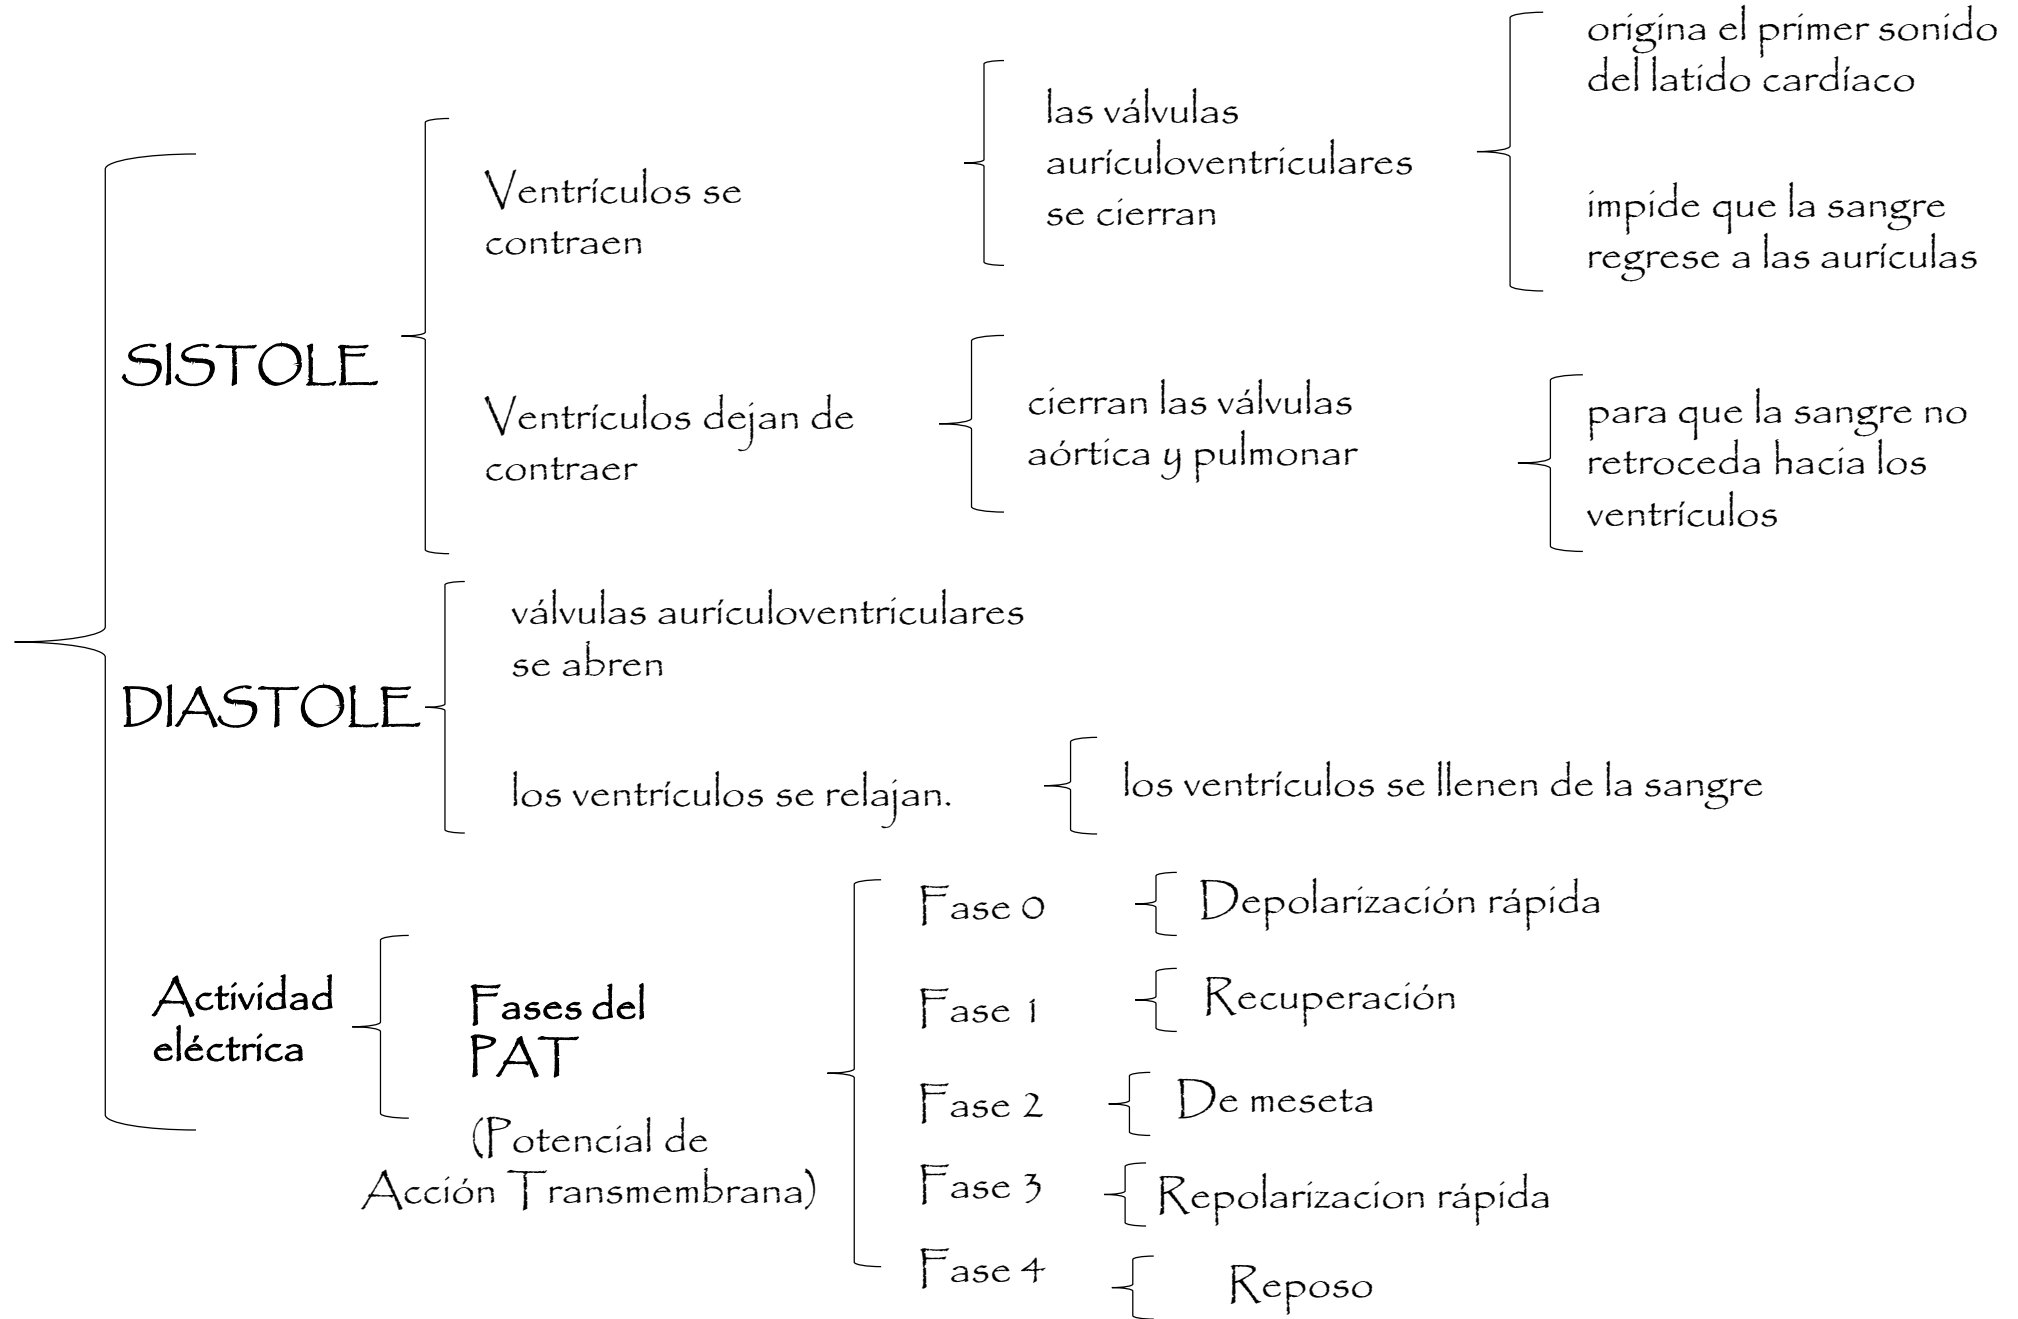 SISTOLE
Ventrículos se
contraen
las válvulas
aurículoventriculares
se cierran
origina el primer sonido
del latido cardíaco
impide que la sangre
regrese a las aurículas
Ventrículos dejan de
contraer
cierran las válvulas
aórtica y pulmonar
para que la sangre no
retroceda hacia los
ventrículos
DIASTOLE
válvulas aurículoventriculares
se abren
los ventrículos se relajan.
los ventrículos se llenen de la sangre
Actividad
eléctrica
Fases del
PAT
(Potencial de
Acción Transmembrana)
Fase 0
Depolarización rápida
Fase 1
Recuperación
Fase 2
De meseta
Fase 3
Repolarizacion rápida
Fase 4
Reposo